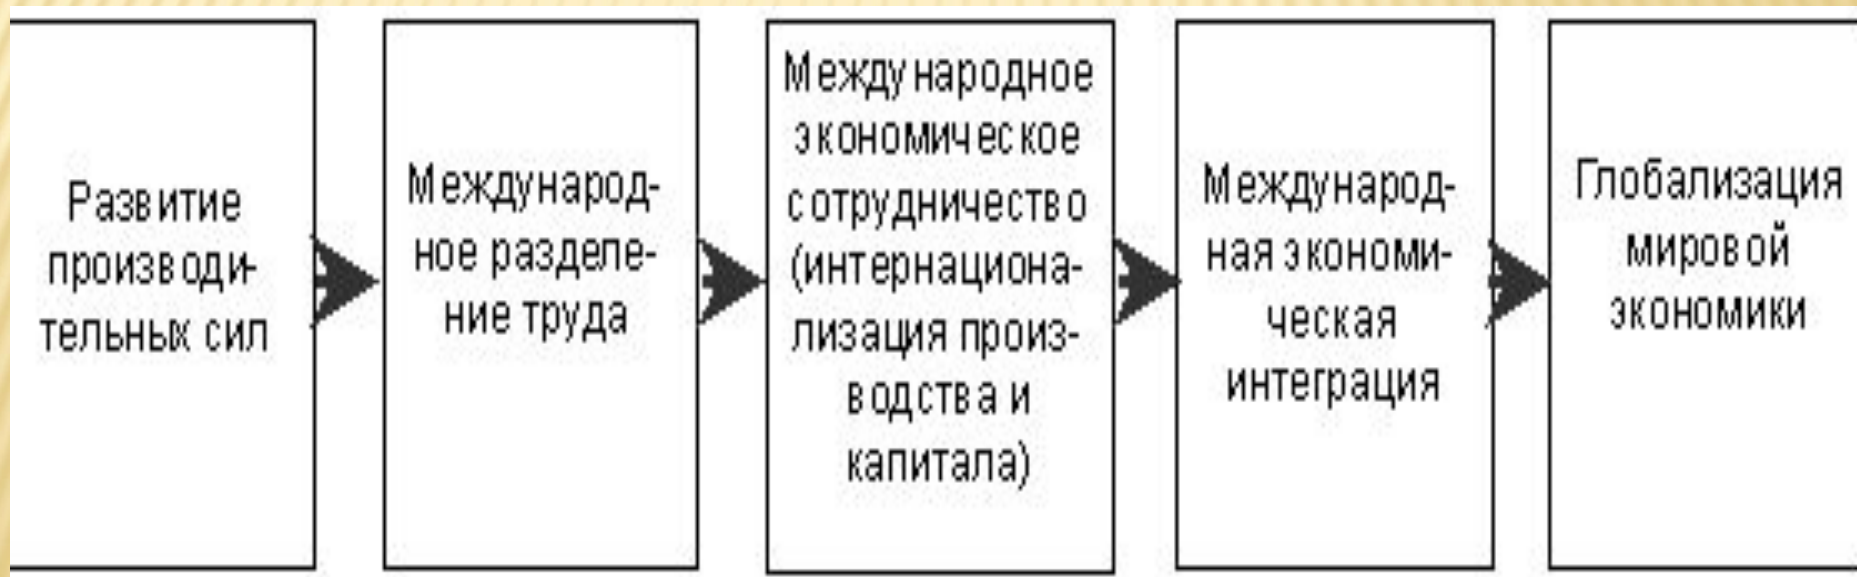 Развитие
производи-
тельных сил
Международ-
ное разделе-
ние труда
Международное
экономическое
сотрудничество
(интернациона-
лизация произ-
водства и
капитала)
Международ-
ная экономи-
ческая
интеграция
Глобализация
мировой
экономики